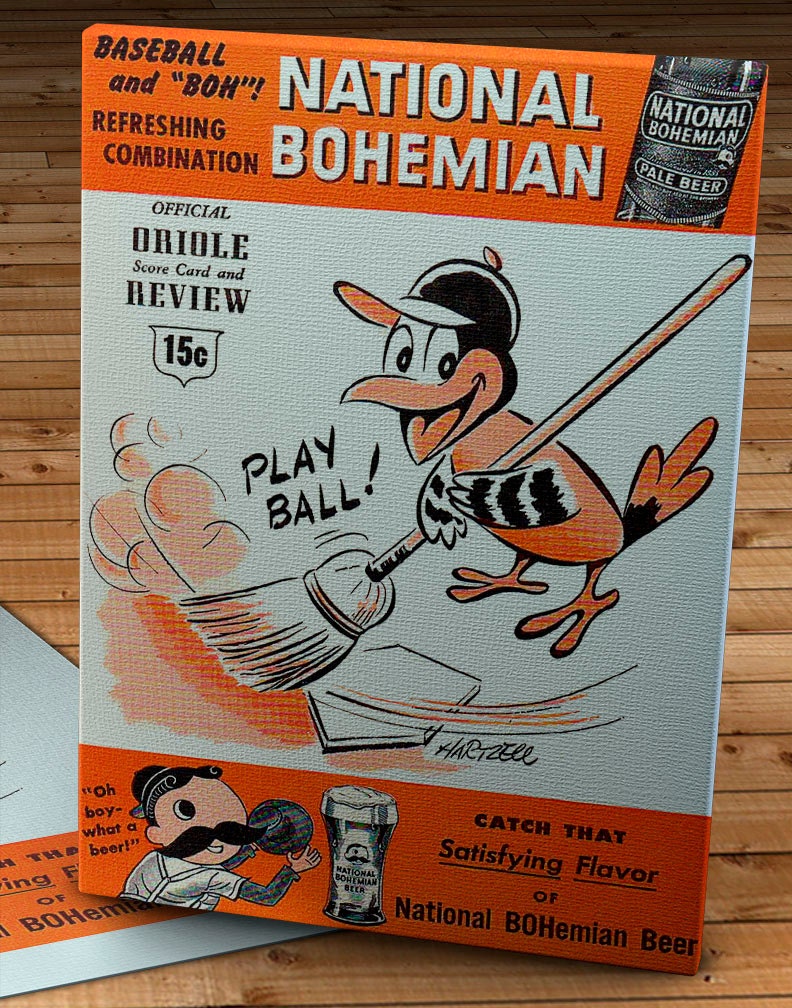 BASEBALL
and "BOH"!
REFRESHING
COMBINATION
NATIONAL
BOHEMIAN
NATIONAL
BOHEMIAN
PALE BEER
OFFICIAL
ORIOLE
Score Card and
REVIEW
15c
PLAY
BALL!
HARTZELL
"Oh
boy-
what a
beer!"
NATIONAL
BOHEMIAN
BEER
CATCH THAT
Satisfying Flavor
OF
National BOHemian Beer